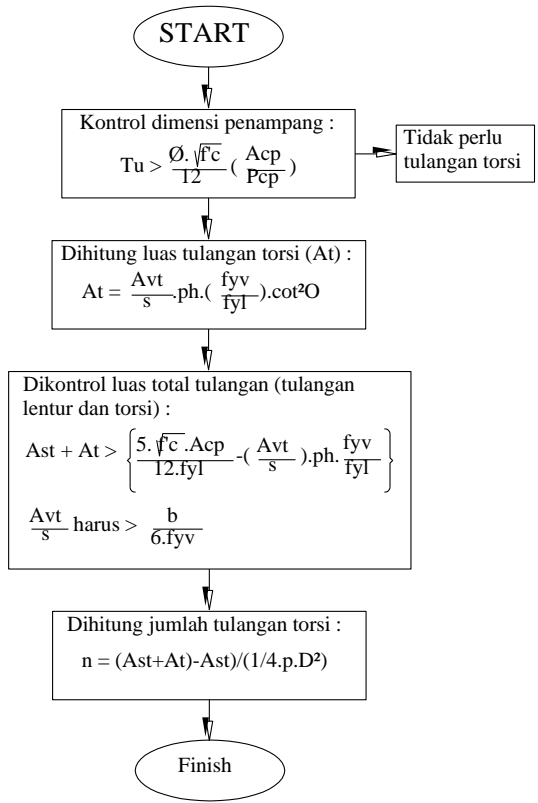 START
Kontrol dimensi penampang :
Tu > Ø. √f'c / 12 ( Acp / Pcp )
Tidak perlu
tulangan torsi
Dihitung luas tulangan torsi (At) :
At = Avt / s .ph.( fyv / fyl ).cot²O
Dikontrol luas total tulangan (tulangan
lentur dan torsi) :
Ast + At > { 5. √f'c .Acp / 12.fyl -( Avt / s ).ph. fyv / fyl }
Avt / s harus > b / 6.fyv
Dihitung jumlah tulangan torsi :
n = (Ast+At)-Ast)/(1/4.p.D²)
Finish